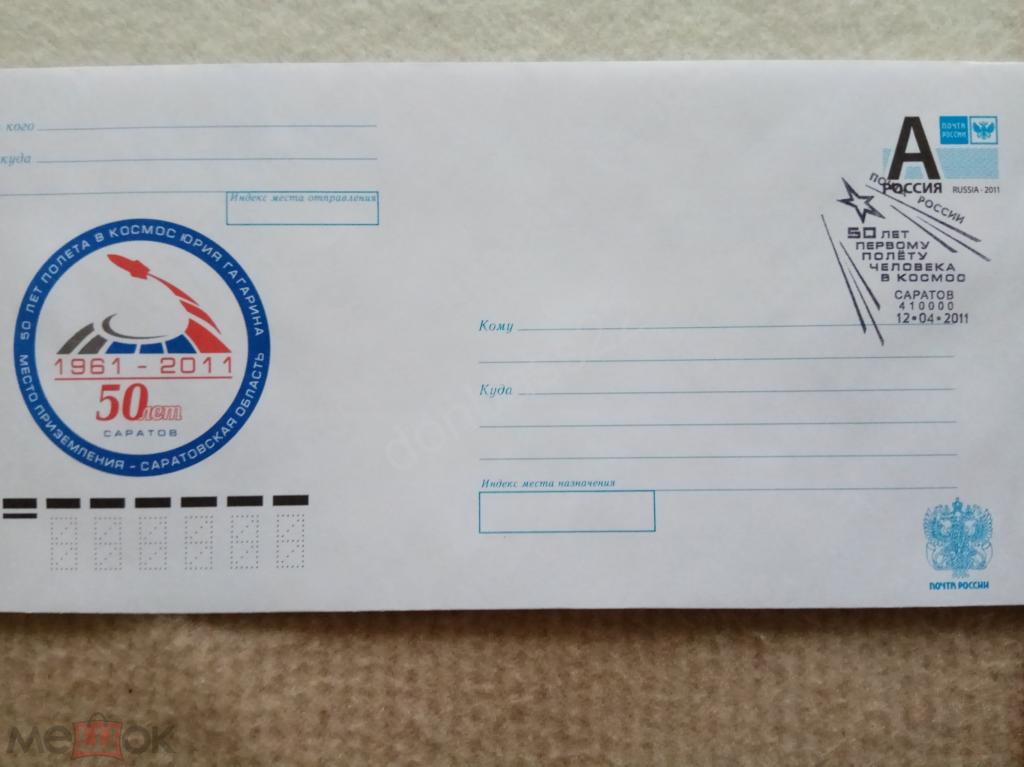 кого
куда
Индекс места отправления
А
ПОЧТА
РОССИИ
РОССИЯ
RUSSIA · 2011
ПОЧТА РОССИИ
50 ЛЕТ
ПЕРВОМУ
ПОЛЁТУ
ЧЕЛОВЕКА
В КОСМОС
САРАТОВ
410000
12•04•2011
50 ЛЕТ ПОЛЕТА В КОСМОС ЮРИЯ ГАГАРИНА
1961 - 2011
50 лет
САРАТОВ
МЕСТО ПРИЗЕМЛЕНИЯ - САРАТОВСКАЯ ОБЛАСТЬ
Кому
Куда
Индекс места назначения
ПОЧТА РОССИИ
мешок